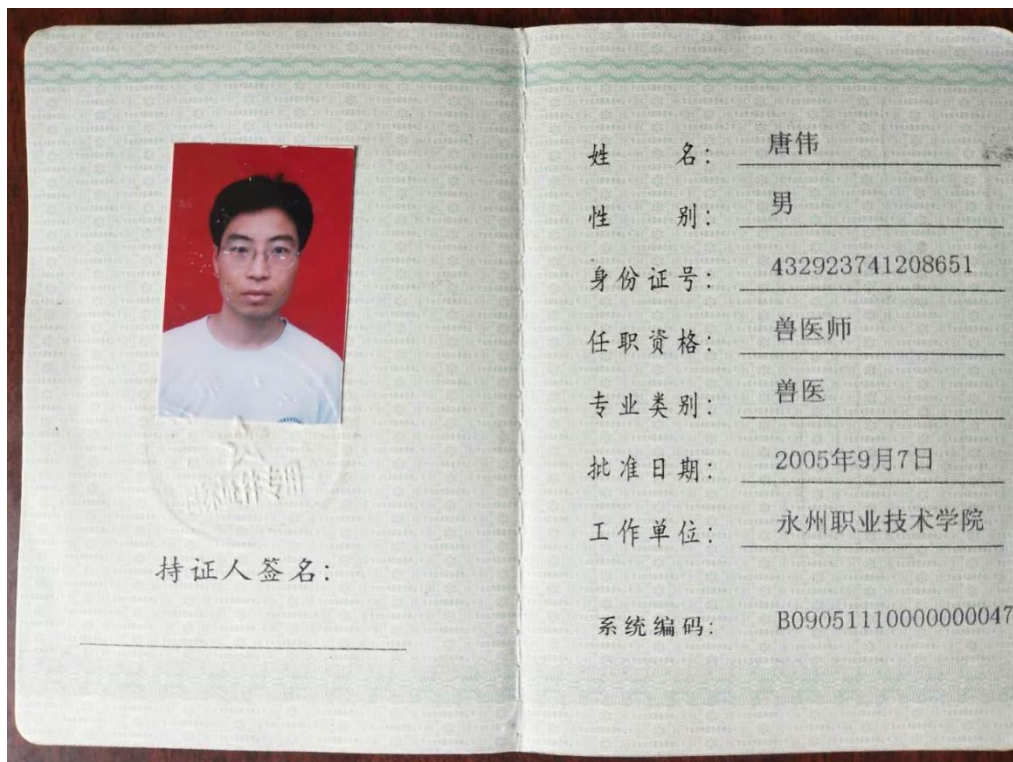 持证人签名:
姓 名: 唐伟
性 别: 男
身份证号: 432923741208651
任职资格: 兽医师
专业类别: 兽医
批准日期: 2005年9月7日
工作单位: 永州职业技术学院
系统编码: B09051110000000047